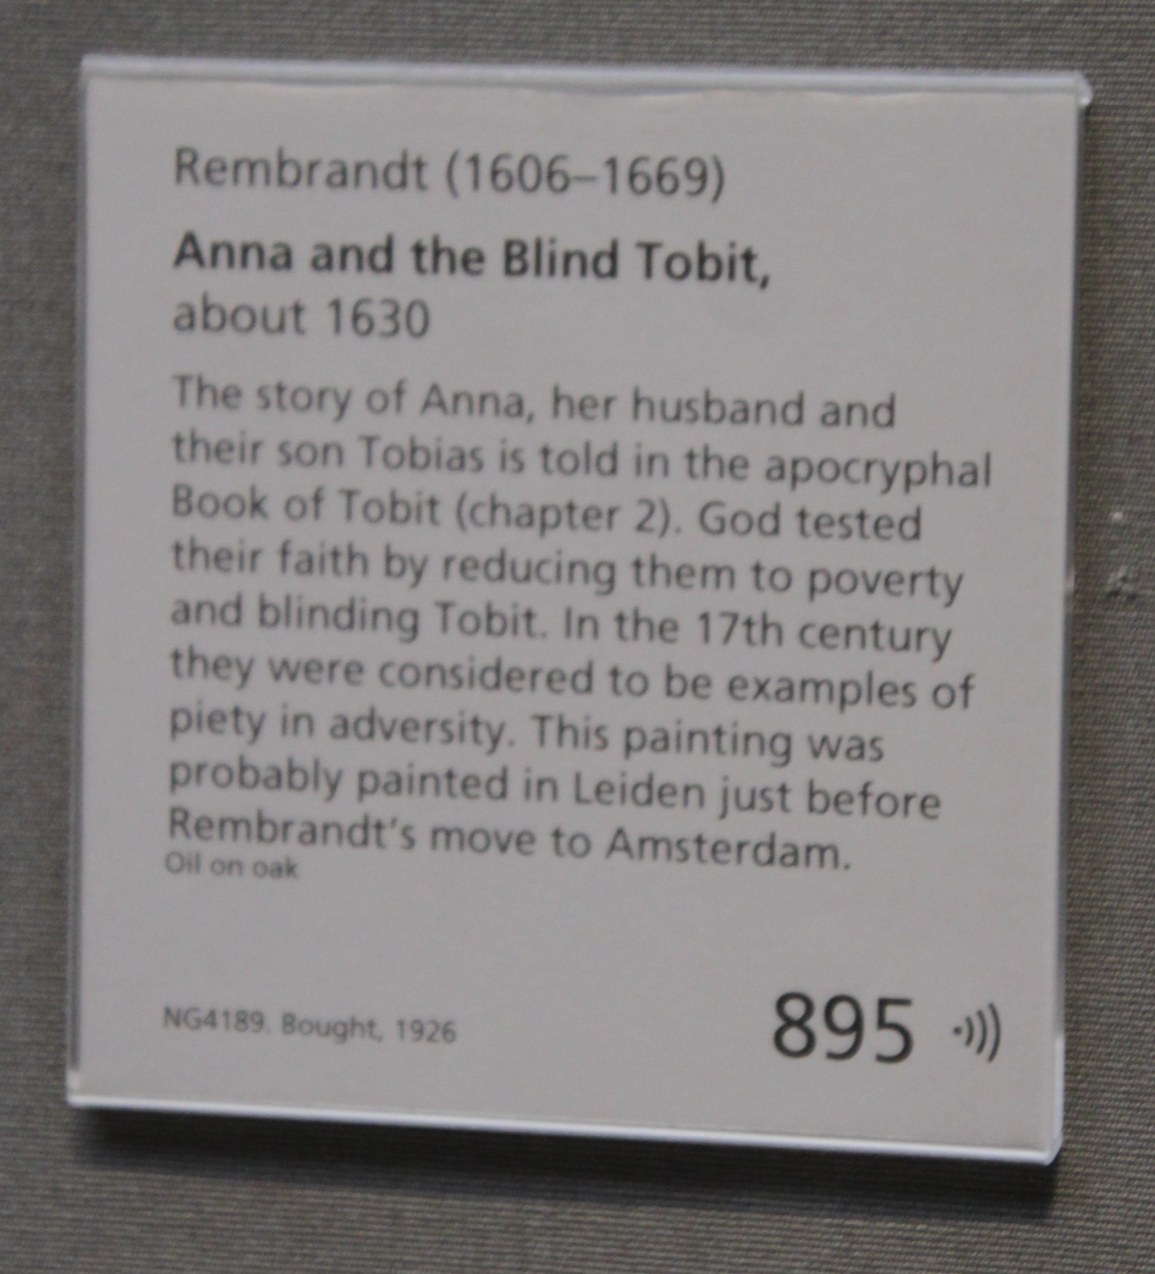 Rembrandt (1606–1669)
Anna and the Blind Tobit,
about 1630
The story of Anna, her husband and
their son Tobias is told in the apocryphal
Book of Tobit (chapter 2). God tested
their faith by reducing them to poverty
and blinding Tobit. In the 17th century
they were considered to be examples of
piety in adversity. This painting was
probably painted in Leiden just before
Rembrandt’s move to Amsterdam.
Oil on oak
NG4189. Bought, 1926
895